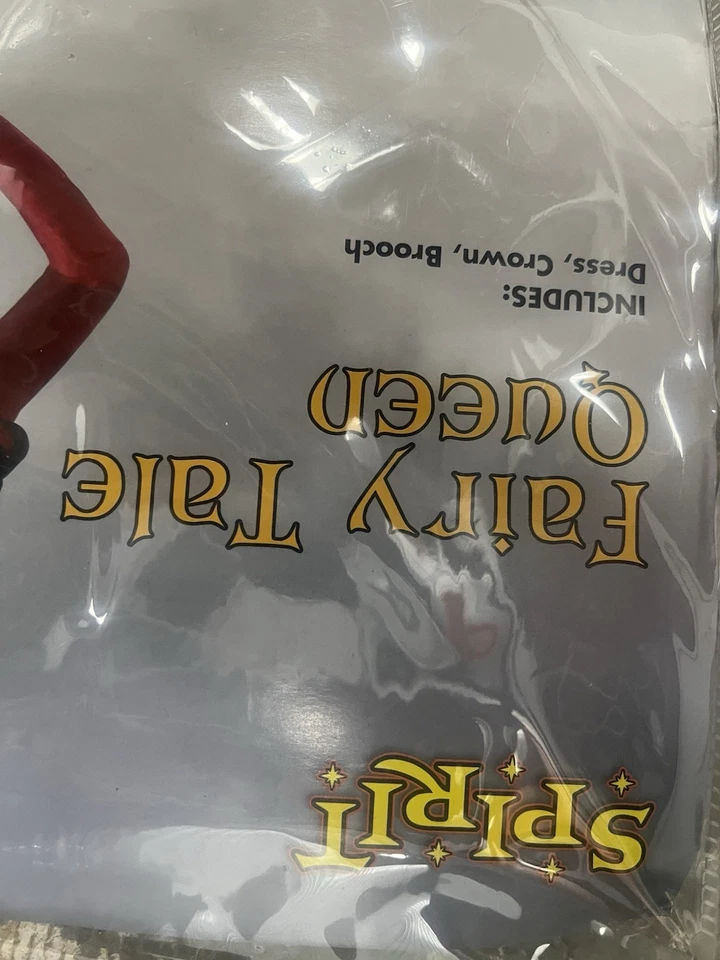 SPIRIT
Fairy Tale
Queen
INCLUDES:
Dress, Crown, Brooch